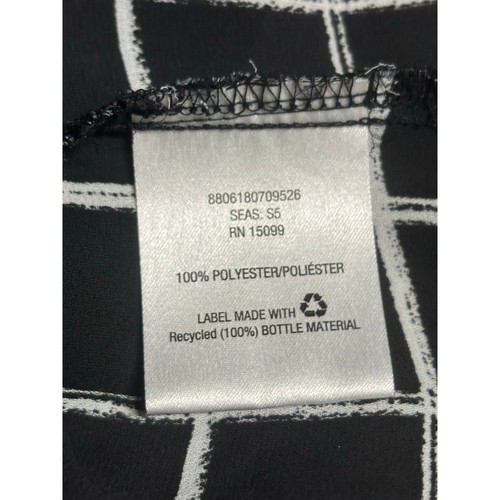 8806180709526
SEAS: S5
RN 15099
100% POLYESTER/POLIÉSTER
LABEL MADE WITH
Recycled (100%) BOTTLE MATERIAL